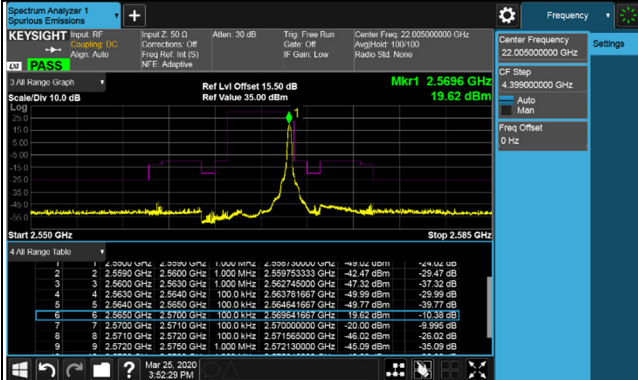 Spectrum Analyzer 1
Spurious Emissions
Frequency
KEYSIGHT
Input: RF
Coupling: DC
Align: Auto
Input Z: 50 Ω
Corrections: Off
Freq Ref: Int (S)
NFE: Adaptive
Atten: 30 dB
Trig: Free Run
Gate: Off
IF Gain: Low
Center Freq: 22.005000000 GHz
Avg|Hold: 100/100
Radio Std: None
LXI PASS
Center Frequency
22.005000000 GHz
Settings
CF Step
4.399000000 GHz
Auto
Man
Freq Offset
0 Hz
3 All Range Graph
Scale/Div 10.0 dB
Ref Lvl Offset 15.50 dB
Ref Value 35.00 dBm
Mkr1 2.5696 GHz
19.62 dBm
Log
1
25.0
15.0
5.00
-5.00
-15.0
-25.0
-35.0
-45.0
-55.0
Start 2.550 GHz
Stop 2.585 GHz
4 All Range Table
2 2 2.5590 GHz 2.5600 GHz 1.000 MHz 2.559753333 GHz -42.47 dBm -29.47 dB
3 3 2.5600 GHz 2.5630 GHz 1.000 MHz 2.562745000 GHz -47.32 dBm -37.32 dB
4 4 2.5630 GHz 2.5640 GHz 100.0 kHz 2.563781667 GHz -49.99 dBm -29.99 dB
5 5 2.5640 GHz 2.5650 GHz 100.0 kHz 2.564641667 GHz -49.77 dBm -39.77 dB
6 6 2.5650 GHz 2.5700 GHz 100.0 kHz 2.569641667 GHz 19.62 dBm -10.38 dB
7 7 2.5700 GHz 2.5710 GHz 100.0 kHz 2.570000000 GHz -20.00 dBm -9.995 dB
8 8 2.5710 GHz 2.5720 GHz 100.0 kHz 2.571565000 GHz -46.02 dBm -26.02 dB
9 9 2.5720 GHz 2.5750 GHz 1.000 MHz 2.572130000 GHz -45.09 dBm -35.09 dB
?
Mar 25, 2020
3:52:29 PM